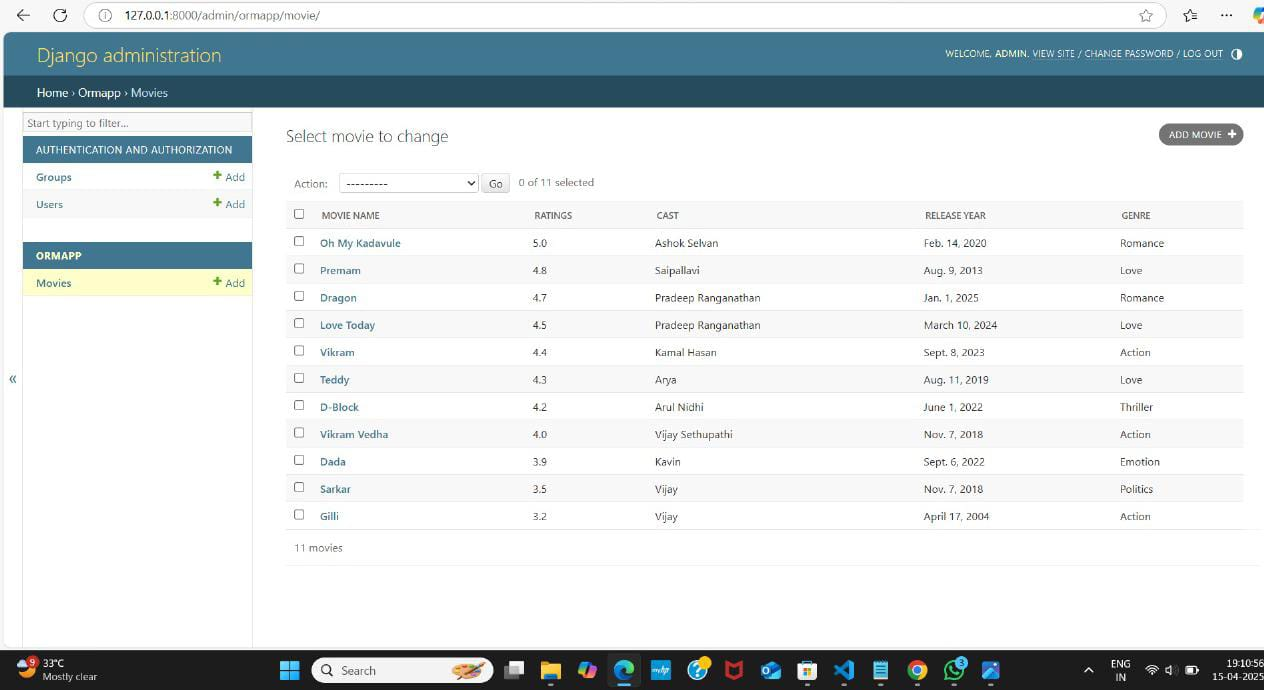 127.0.0.1:8000/admin/ormapp/movie/
Django administration
WELCOME, ADMIN. VIEW SITE / CHANGE PASSWORD / LOG OUT
Home › Ormapp › Movies
Start typing to filter...
AUTHENTICATION AND AUTHORIZATION
Groups + Add
Users + Add
ORMAPP
Movies + Add
«
Select movie to change
ADD MOVIE +
Action: --------- Go 0 of 11 selected
MOVIE NAME RATINGS CAST RELEASE YEAR GENRE
Oh My Kadavule 5.0 Ashok Selvan Feb. 14, 2020 Romance
Premam 4.8 Saipallavi Aug. 9, 2013 Love
Dragon 4.7 Pradeep Ranganathan Jan. 1, 2025 Romance
Love Today 4.5 Pradeep Ranganathan March 10, 2024 Love
Vikram 4.4 Kamal Hasan Sept. 8, 2023 Action
Teddy 4.3 Arya Aug. 11, 2019 Love
D-Block 4.2 Arul Nidhi June 1, 2022 Thriller
Vikram Vedha 4.0 Vijay Sethupathi Nov. 7, 2018 Action
Dada 3.9 Kavin Sept. 6, 2022 Emotion
Sarkar 3.5 Vijay Nov. 7, 2018 Politics
Gilli 3.2 Vijay April 17, 2004 Action
11 movies
9
33°C
Mostly clear
Search
myhp
3
ENG
IN
19:10:56
15-04-2025